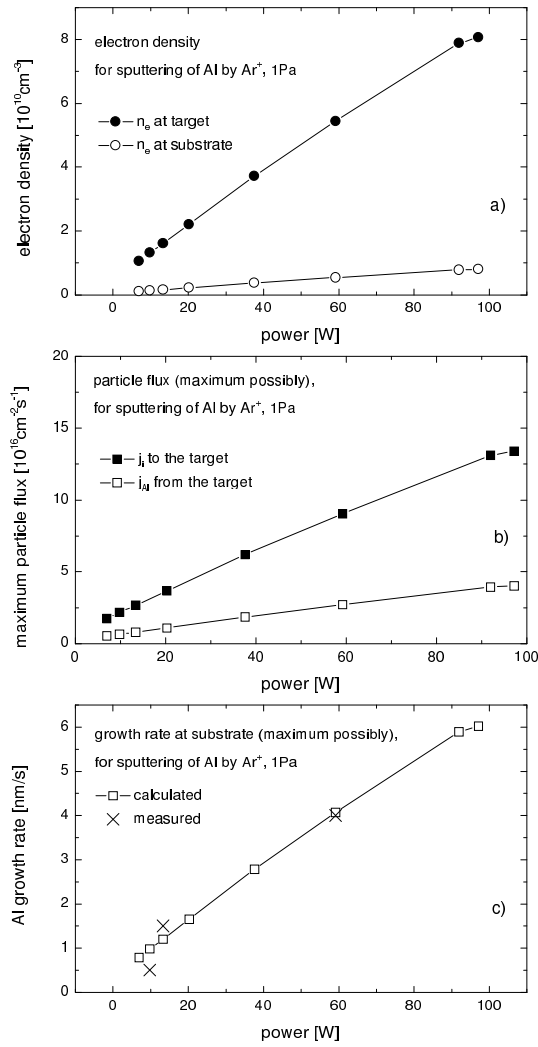 electron density
for sputtering of Al by Ar⁺, 1Pa
nₑ at target
nₑ at substrate
a)
electron density [10¹⁰cm⁻³]
0
2
4
6
8
0
20
40
60
80
100
power [W]
particle flux (maximum possibly),
for sputtering of Al by Ar⁺, 1Pa
jᵢ to the target
j_Al from the target
b)
maximum particle flux [10¹⁶cm⁻²s⁻¹]
0
5
10
15
20
0
20
40
60
80
100
power [W]
growth rate at substrate (maximum possibly),
for sputtering of Al by Ar⁺, 1Pa
calculated
measured
c)
Al growth rate [nm/s]
0
1
2
3
4
5
6
0
20
40
60
80
100
power [W]